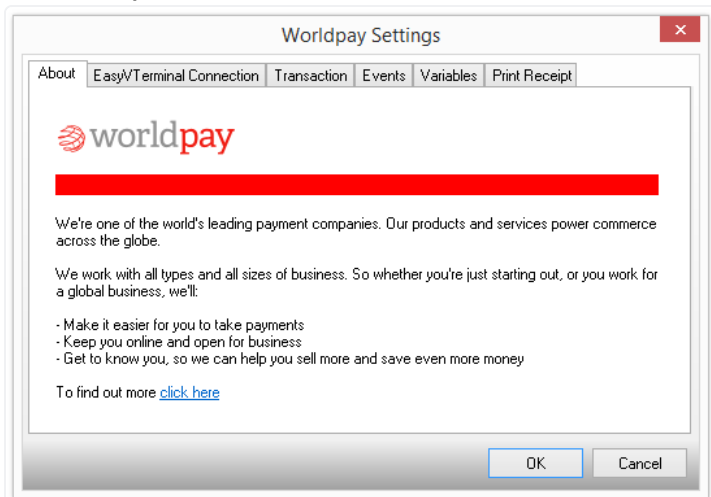 Worldpay Settings
About EasyVTerminal Connection Transaction Events Variables Print Receipt
worldpay
We're one of the world's leading payment companies. Our products and services power commerce
across the globe.
We work with all types and all sizes of business. So whether you're just starting out, or you work for
a global business, we'll:
- Make it easier for you to take payments
- Keep you online and open for business
- Get to know you, so we can help you sell more and save even more money
To find out more click here
OK Cancel